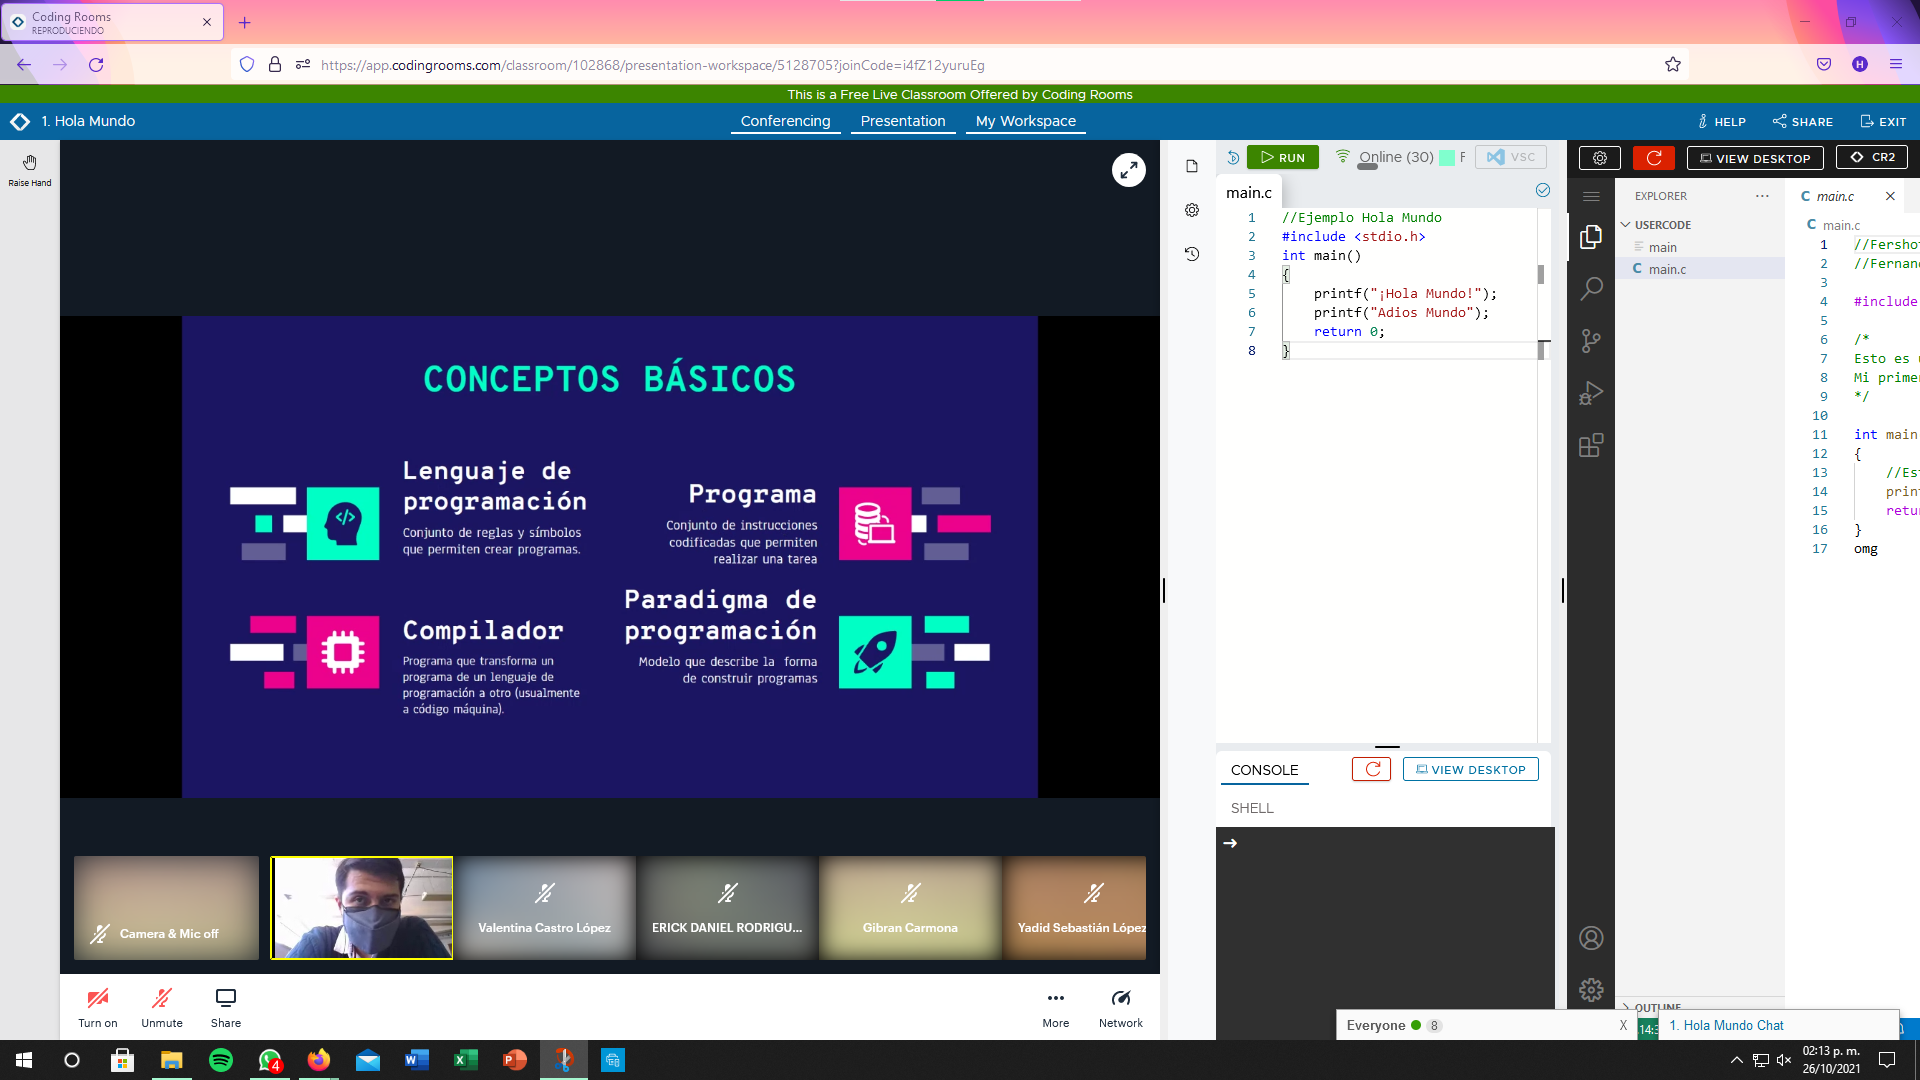 Coding Rooms
REPRODUCIENDO
https://app.codingrooms.com/classroom/102868/presentation-workspace/5128705?joinCode=i4fZ12yuruEg
H
This is a Free Live Classroom Offered by Coding Rooms
1. Hola Mundo
Conferencing
Presentation
My Workspace
HELP
SHARE
EXIT
Raise Hand
CONCEPTOS BÁSICOS
Lenguaje de
programación
Conjunto de reglas y símbolos
que permiten crear programas.
Programa
Conjunto de instrucciones
codificadas que permiten
realizar una tarea
Compilador
Programa que transforma un
programa de un lenguaje de
programación a otro (usualmente
a código máquina).
Paradigma de
programación
Modelo que describe la forma
de construir programas
Camera & Mic off
Valentina Castro López
ERICK DANIEL RODRIGU...
Gibran Carmona
Yadid Sebastián López
Turn on
Unmute
Share
More
Network
RUN
Online (30)
F
VSC
main.c
1 //Ejemplo Hola Mundo
2 #include <stdio.h>
3 int main()
4 {
5 printf("¡Hola Mundo!");
6 printf("Adios Mundo");
7 return 0;
8 }
CONSOLE
VIEW DESKTOP
SHELL
VIEW DESKTOP
CR2
EXPLORER
USERCODE
main
main.c
OUTLINE
C main.c
C main.c
1 //Fersho
2 //Fernan
3
4 #include
5
6 /*
7 Esto es
8 Mi prime
9 */
10
11 int main
12 {
13 //Es
14 prin
15 retu
16 }
17 omg
Everyone 8 X
14:3
1. Hola Mundo Chat
4
02:13 p. m.
26/10/2021